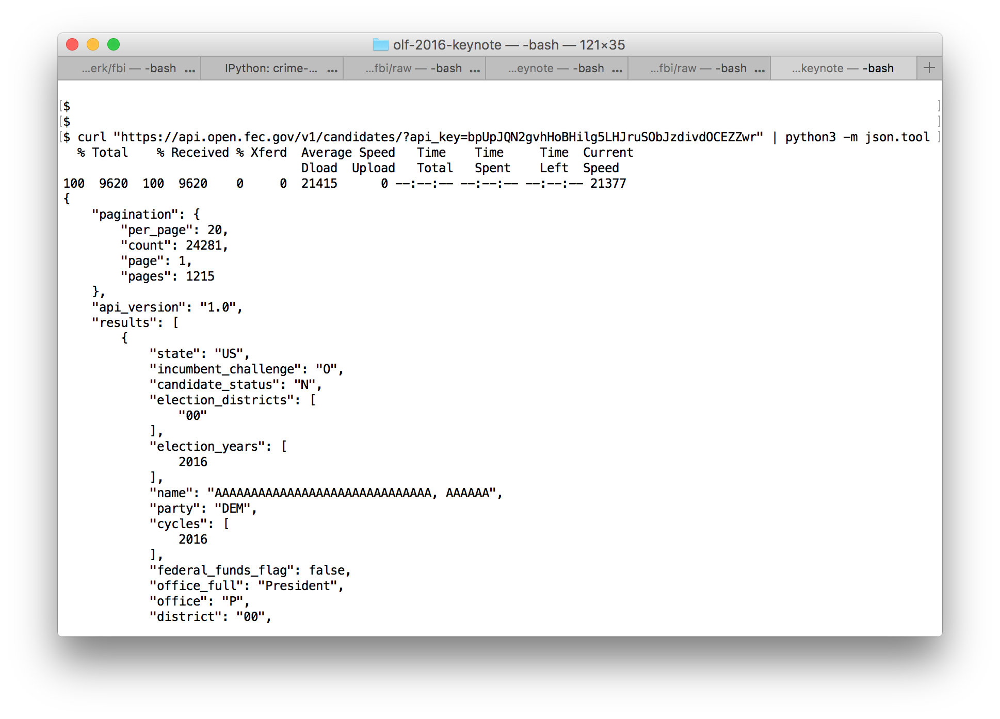 olf-2016-keynote — -bash — 121×35
...erk/fbi — -bash ... IPython: crime-... ... ...fbi/raw — -bash ... ...eynote — -bash ... ...fbi/raw — -bash ... ...keynote — -bash +
[$ ]
[$ ]
[$ curl "https://api.open.fec.gov/v1/candidates/?api_key=bpUpJQN2gvhHoBHilg5LHJruSObJzdivdOCEZZwr" | python3 -m json.tool ]
  % Total    % Received % Xferd  Average Speed   Time    Time     Time  Current
                                 Dload  Upload   Total   Spent    Left  Speed
100  9620  100  9620    0     0  21415      0 --:--:-- --:--:-- --:--:-- 21377
{
    "pagination": {
        "per_page": 20,
        "count": 24281,
        "page": 1,
        "pages": 1215
    },
    "api_version": "1.0",
    "results": [
        {
            "state": "US",
            "incumbent_challenge": "O",
            "candidate_status": "N",
            "election_districts": [
                "00"
            ],
            "election_years": [
                2016
            ],
            "name": "AAAAAAAAAAAAAAAAAAAAAAAAAAAAAA, AAAAAA",
            "party": "DEM",
            "cycles": [
                2016
            ],
            "federal_funds_flag": false,
            "office_full": "President",
            "office": "P",
            "district": "00",